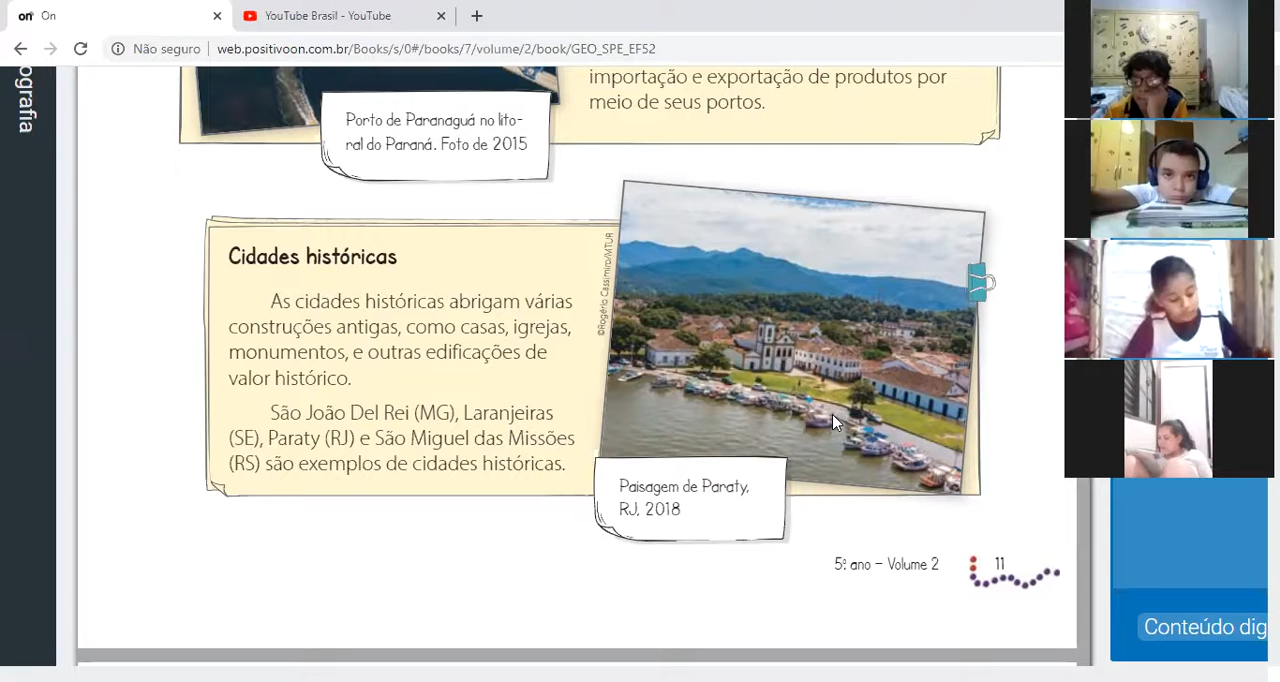 on On
YouTube Brasil - YouTube
Não seguro
web.positivoon.com.br/Books/s/0#/books/7/volume/2/book/GEO_SPE_EF52
ografia
importação e exportação de produtos por
meio de seus portos.
Porto de Paranaguá no lito-
ral do Paraná. Foto de 2015
Cidades históricas
As cidades históricas abrigam várias
construções antigas, como casas, igrejas,
monumentos, e outras edificações de
valor histórico.
São João Del Rei (MG), Laranjeiras
(SE), Paraty (RJ) e São Miguel das Missões
(RS) são exemplos de cidades históricas.
©Rogério Cassimiro/MTUR
Paisagem de Paraty,
RJ, 2018
5º. ano – Volume 2
11
Conteúdo dig